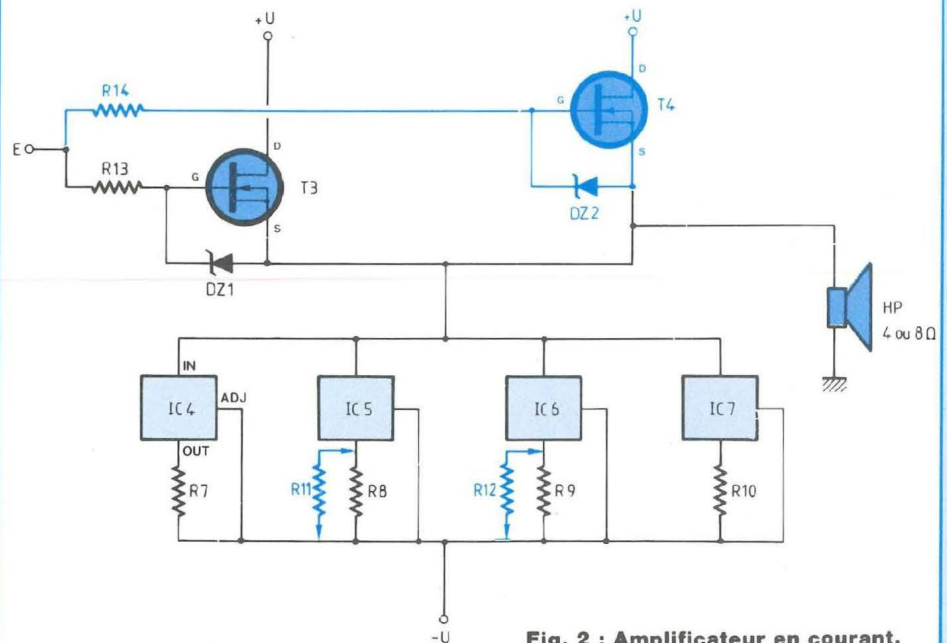 +U
+U
R14
D
G
T4
E
R13
D
S
G
T3
DZ2
S
DZ1
HP
4 ou 8Ω
IN
IC4
ADJ
IC5
IC6
IC7
OUT
R7
R11
R8
R12
R9
R10
-U
Fig. 2 : Amplificateur en courant.